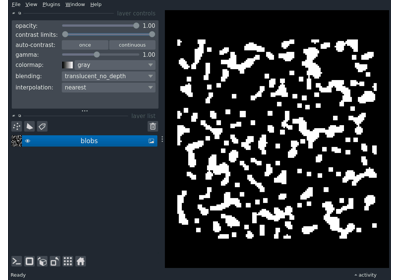 File View Plugins Window Help
layer controls
opacity: 1.00
contrast limits:
auto-contrast: once continuous
gamma: 1.00
colormap: gray
blending: translucent_no_depth
interpolation: nearest
layer list
blobs
Ready activity